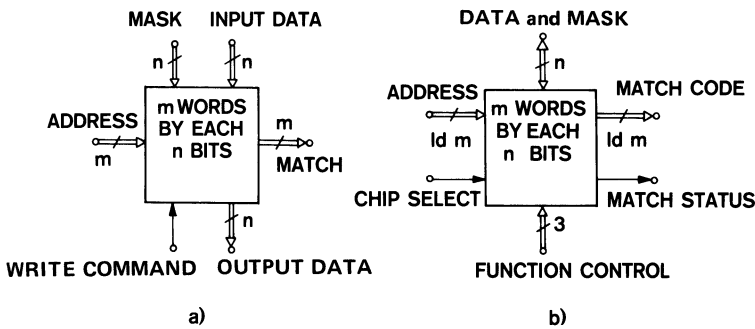 MASK INPUT DATA
n n
ADDRESS
m
m WORDS
BY EACH
n BITS
m
MATCH
n
WRITE COMMAND OUTPUT DATA
a)
DATA and MASK
n
ADDRESS
ld m
m WORDS
BY EACH
n BITS
MATCH CODE
ld m
CHIP SELECT
MATCH STATUS
3
FUNCTION CONTROL
b)